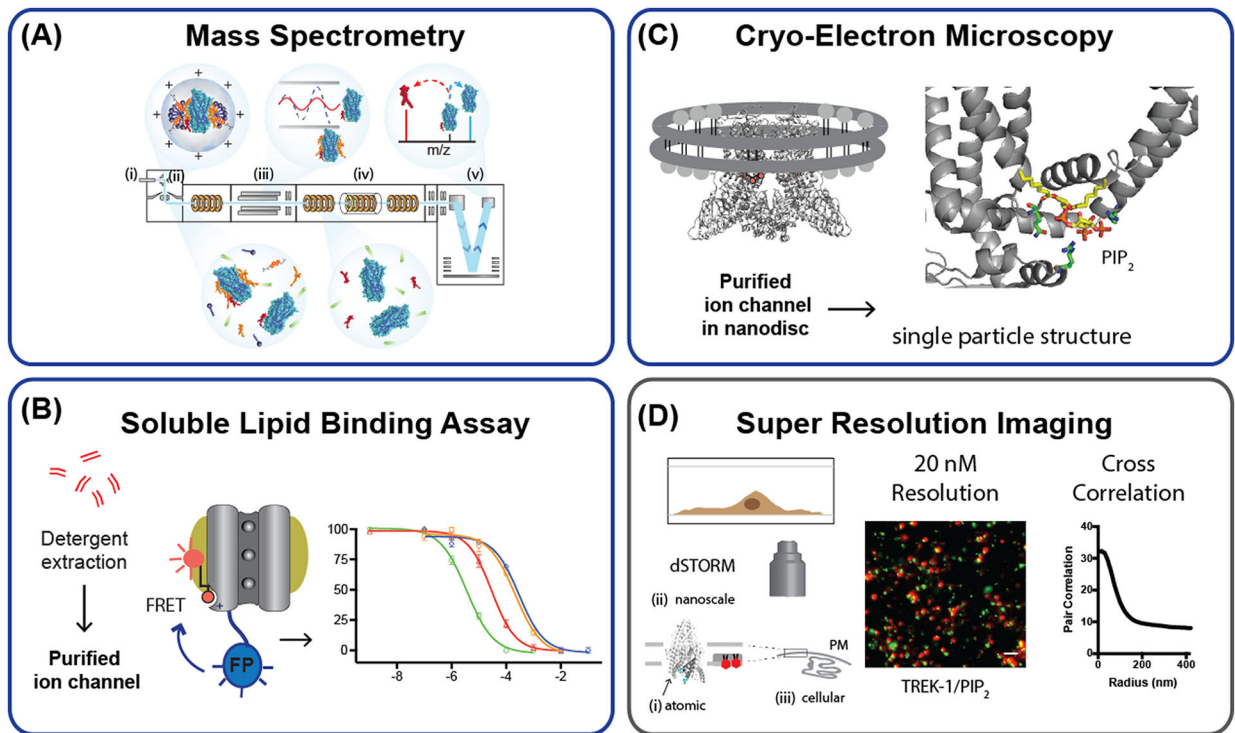 (A)
Mass Spectrometry
+ + + + + + + +
m/z
(i)
(ii)
(iii)
(iv)
(v)
(B)
Soluble Lipid Binding Assay
Detergent
extraction
Purified
ion channel
FRET
+
FP
100
75
50
25
0
-8
-6
-4
-2
(C)
Cryo-Electron Microscopy
Purified
ion channel
in nanodisc
PIP2
single particle structure
(D)
Super Resolution Imaging
dSTORM
(ii) nanoscale
PM
(i) atomic
(iii) cellular
20 nM
Resolution
TREK-1/PIP2
Cross
Correlation
Pair Correlation
40
30
20
10
0
0
100
200
300
400
Radius (nm)